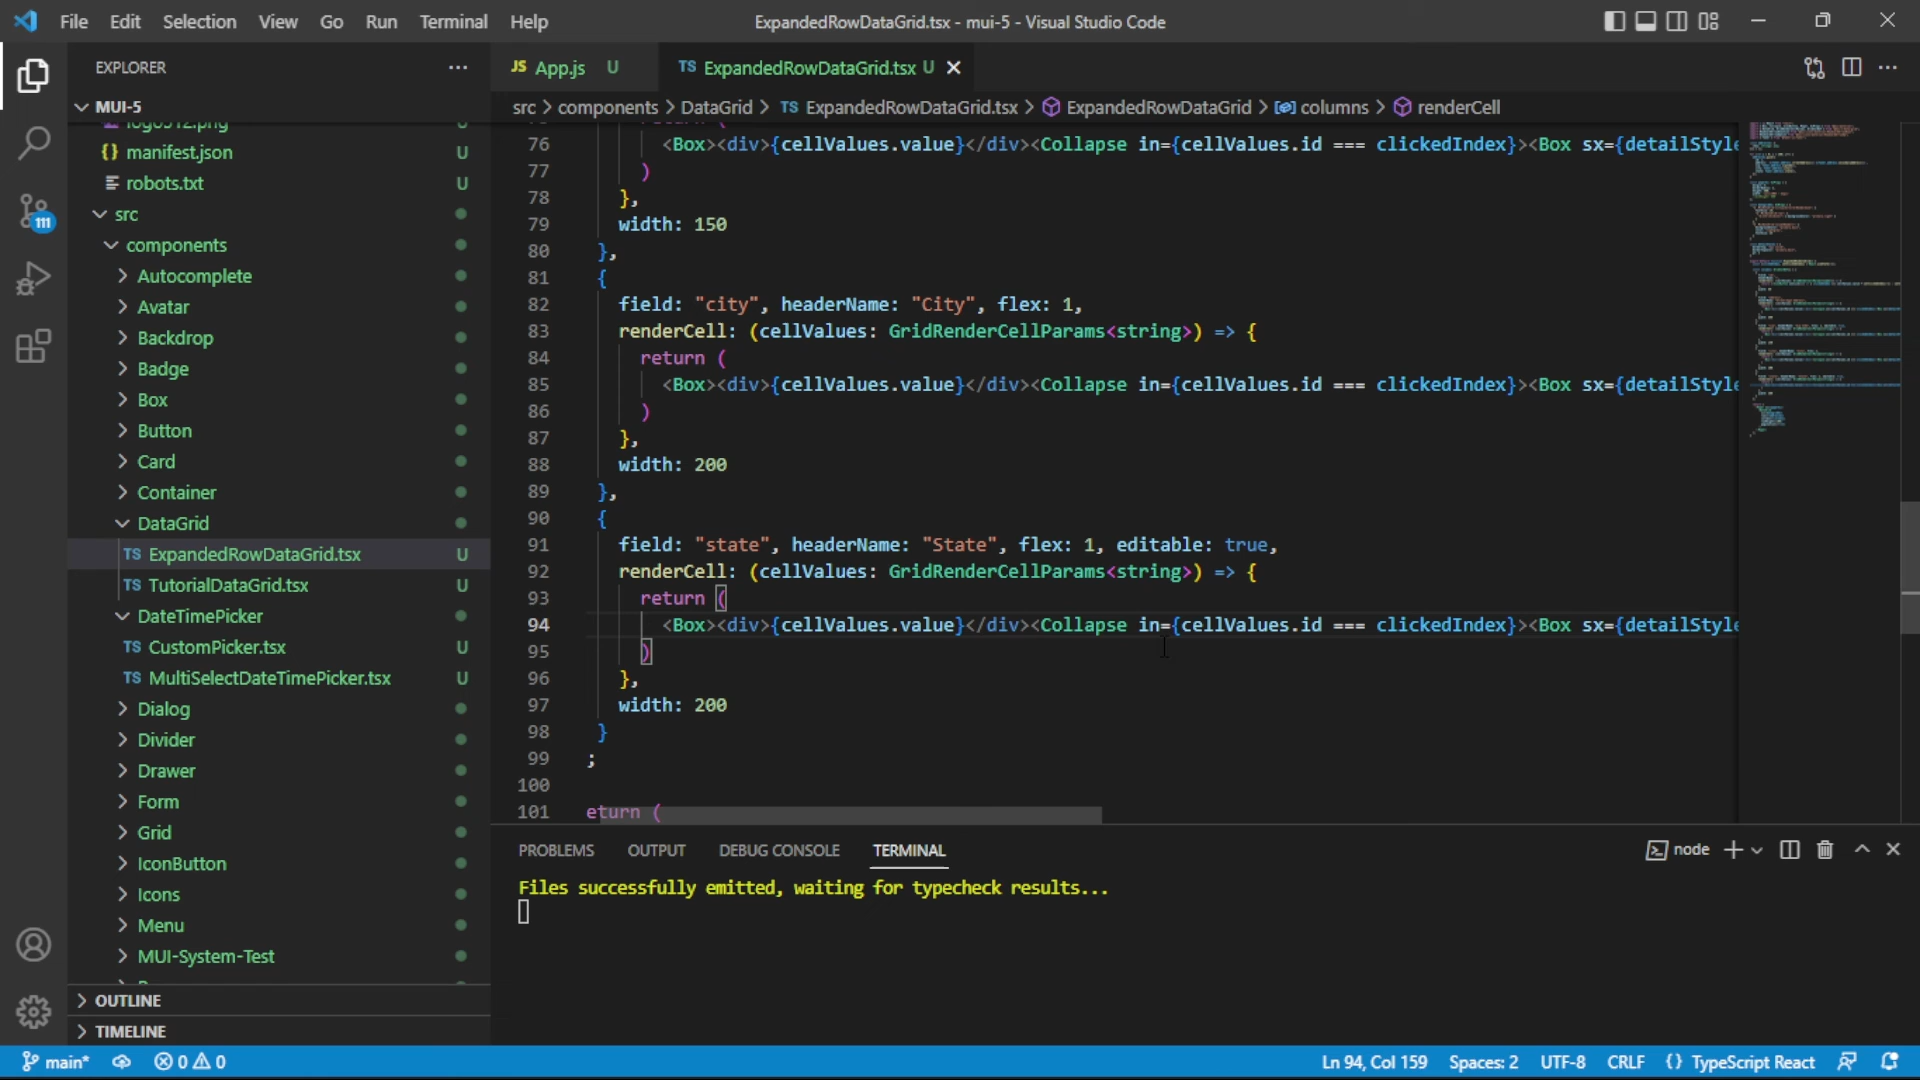 File Edit Selection View Go Run Terminal Help ExpandedRowDataGrid.tsx - mui-5 - Visual Studio Code
EXPLORER
MUI-5
logo512.png
{} manifest.json U
robots.txt U
src
components
Autocomplete
Avatar
Backdrop
Badge
Box
Button
Card
Container
DataGrid
TS ExpandedRowDataGrid.tsx U
TS TutorialDataGrid.tsx U
DateTimePicker
TS CustomPicker.tsx U
TS MultiSelectDateTimePicker.tsx U
Dialog
Divider
Drawer
Form
Grid
IconButton
Icons
Menu
MUI-System-Test
OUTLINE
TIMELINE
111
JS App.js U
TS ExpandedRowDataGrid.tsx U
src > components > DataGrid > TS ExpandedRowDataGrid.tsx > ExpandedRowDataGrid > columns > renderCell
76 <Box><div>{cellValues.value}</div><Collapse in={cellValues.id === clickedIndex}><Box sx={detailStyle
77 )
78 },
79 width: 150
80 },
81 {
82 field: "city", headerName: "City", flex: 1,
83 renderCell: (cellValues: GridRenderCellParams<string>) => {
84 return (
85 <Box><div>{cellValues.value}</div><Collapse in={cellValues.id === clickedIndex}><Box sx={detailStyle
86 )
87 },
88 width: 200
89 },
90 {
91 field: "state", headerName: "State", flex: 1, editable: true,
92 renderCell: (cellValues: GridRenderCellParams<string>) => {
93 return (
94 <Box><div>{cellValues.value}</div><Collapse in={cellValues.id === clickedIndex}><Box sx={detailStyle
95 )
96 },
97 width: 200
98 }
99 ;
100
101 eturn (
PROBLEMS OUTPUT DEBUG CONSOLE TERMINAL node
Files successfully emitted, waiting for typecheck results...
main* 0 0 Ln 94, Col 159 Spaces: 2 UTF-8 CRLF {} TypeScript React